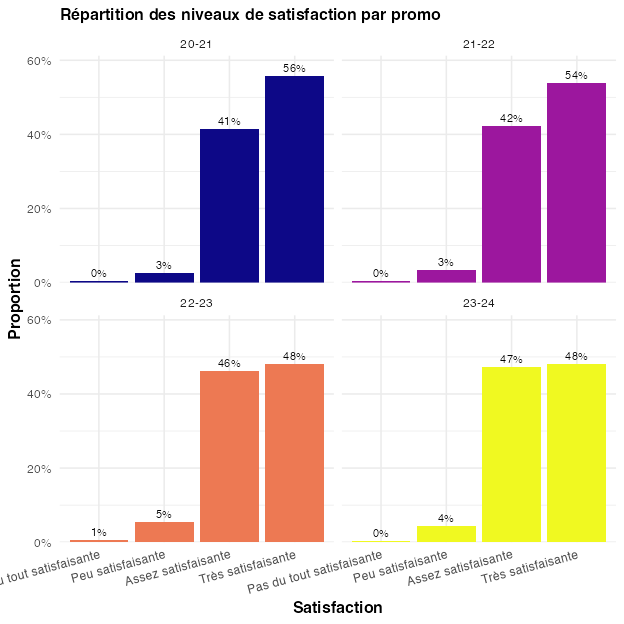 Répartition des niveaux de satisfaction par promo
20-21
21-22
60%
40%
20%
0%
0%
3%
41%
56%
0%
3%
42%
54%
Proportion
22-23
23-24
60%
40%
20%
0%
1%
5%
46%
48%
0%
4%
47%
48%
tout satisfaisante
Peu satisfaisante
Assez satisfaisante
Très satisfaisante
Pas du tout satisfaisante
Peu satisfaisante
Assez satisfaisante
Très satisfaisante
Satisfaction